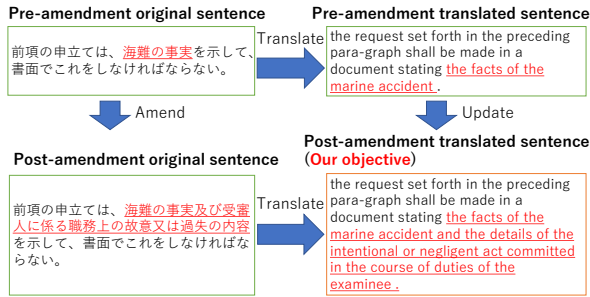 Pre-amendment original sentence
Pre-amendment translated sentence
前項の申立ては、海難の事実を示して、
書面でこれをしなければならない。
Translate
the request set forth in the preceding
para-graph shall be made in a
document stating the facts of the
marine accident .
Amend
Update
Post-amendment original sentence
Post-amendment translated sentence
(Our objective)
前項の申立ては、海難の事実及び受審
人に係る職務上の故意又は過失の内容
を示して、書面でこれをしなければな
らない。
Translate
the request set forth in the preceding
para-graph shall be made in a
document stating the facts of the
marine accident and the details of the
intentional or negligent act committed
in the course of duties of the
examinee .